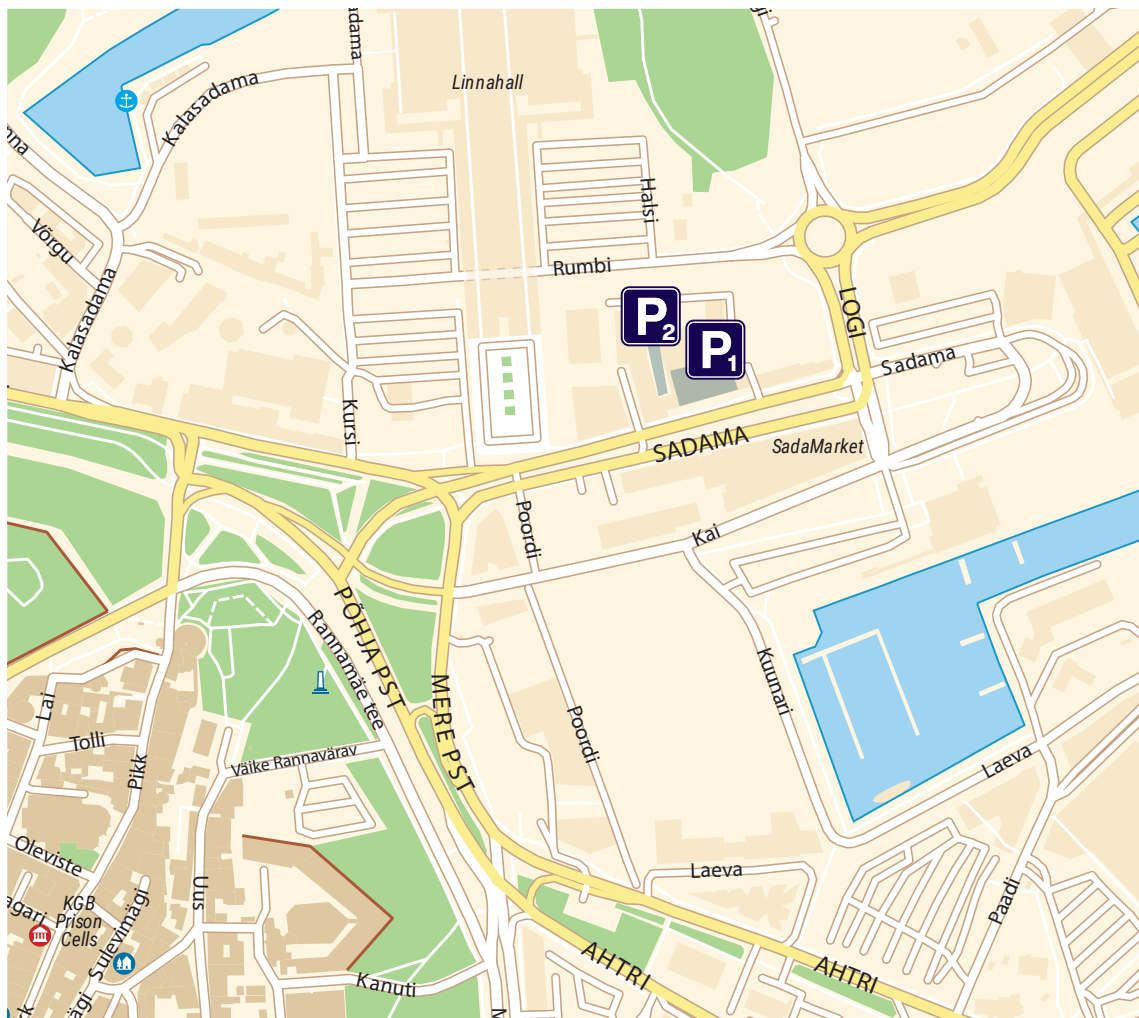 Linnahall
Kalasadama
Halsi
Võrgu
Rumbi
Kalasadama
P2
P1
LOGI
Sadama
Kursi
SADAMA
SadaMarket
Poordi
Kai
PÕHJA PST
Rannamäe tee
MERE PST
Kuunari
Lai
Tolli
Pikk
Väike Rannavärav
Poordi
Laeva
Oleviste
Laeva
Uus
KGB
Prison
Cells
Sulevimägi
Paadi
Kanuti
AHTRI
AHTRI